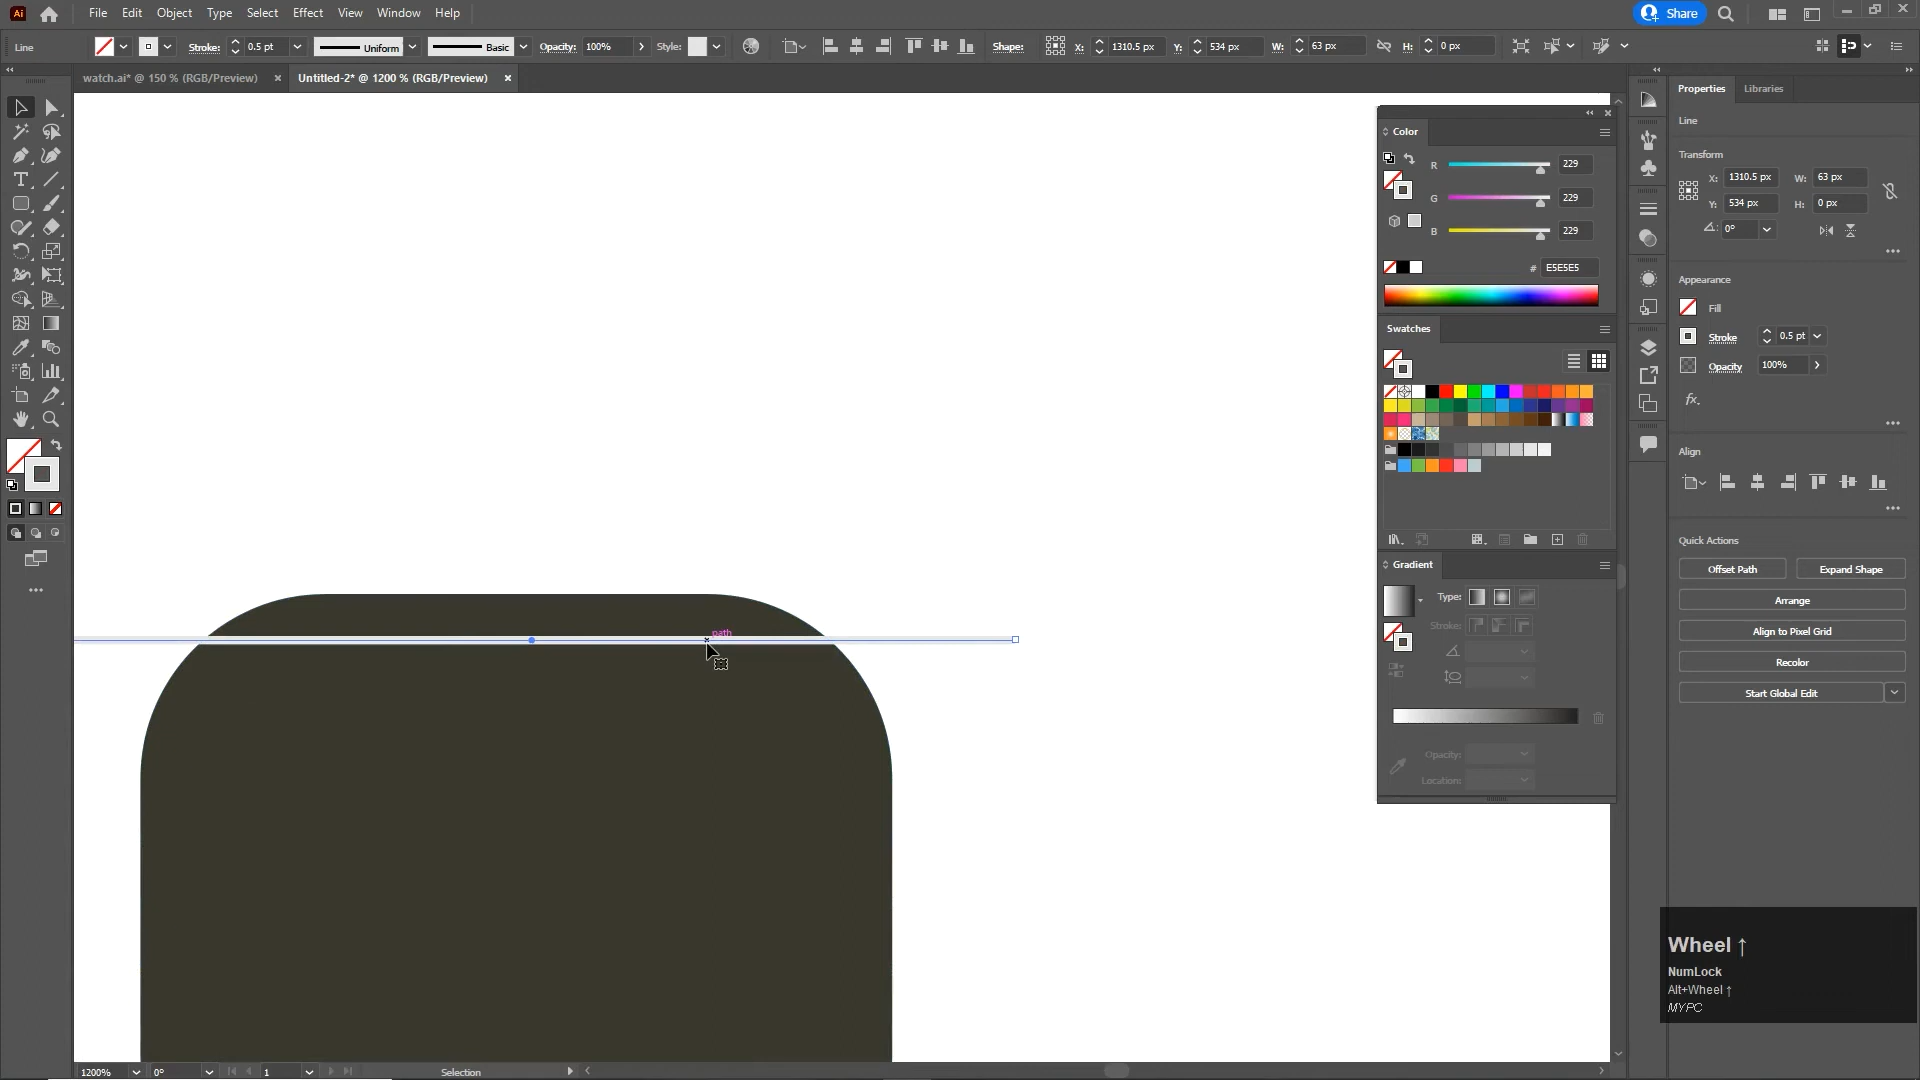 Ai File Edit Object Type Select Effect View Window Help Share
Line Stroke: 0.5 pt Uniform Basic Opacity: 100% Style: Shape: X: 1310.5 px Y: 534 px W: 63 px H: 0 px
watch.ai* @ 150 % (RGB/Preview) × Untitled-2* @ 1200 % (RGB/Preview) ×
Color
R 229
G 229
B 229
# E5E5E5
Swatches
Gradient
Type:
Stroke:
Opacity:
Location:
Properties Libraries
Line
Transform
X: 1310.5 px W: 63 px
Y: 534 px H: 0 px
0°
Appearance
Fill
Stroke 0.5 pt
Opacity 100%
fx.
Align
Quick Actions
Offset Path Expand Shape
Arrange
Align to Pixel Grid
Recolor
Start Global Edit
path
Wheel ↑
NumLock
Alt+Wheel ↑
MYPC
1200% 0° 1 Selection